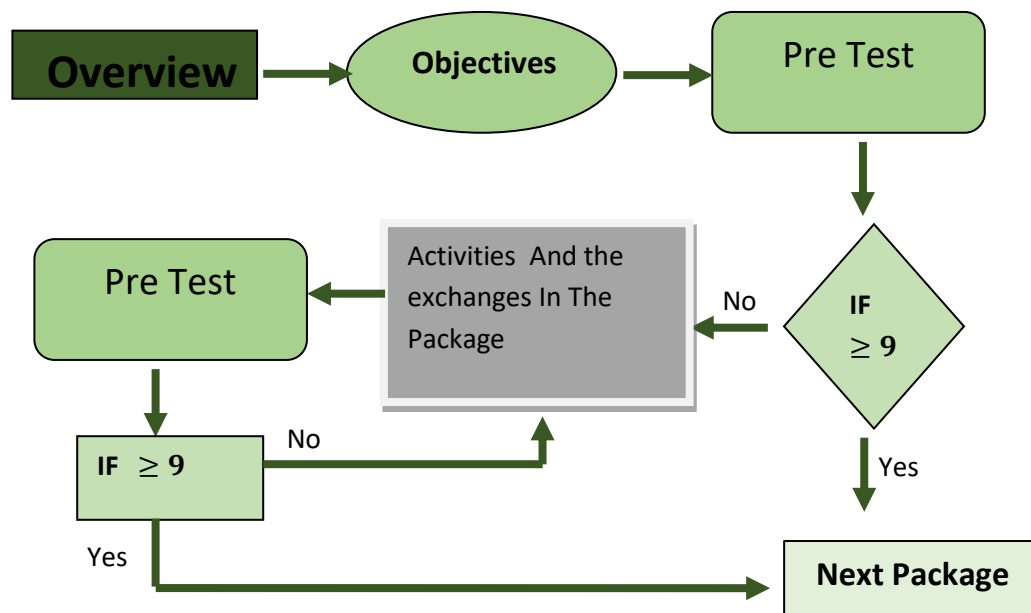 Overview
Objectives
Pre Test
IF
≥ 9
No
Yes
Activities And the
exchanges In The
Package
Pre Test
IF ≥ 9
No
Yes
Next Package